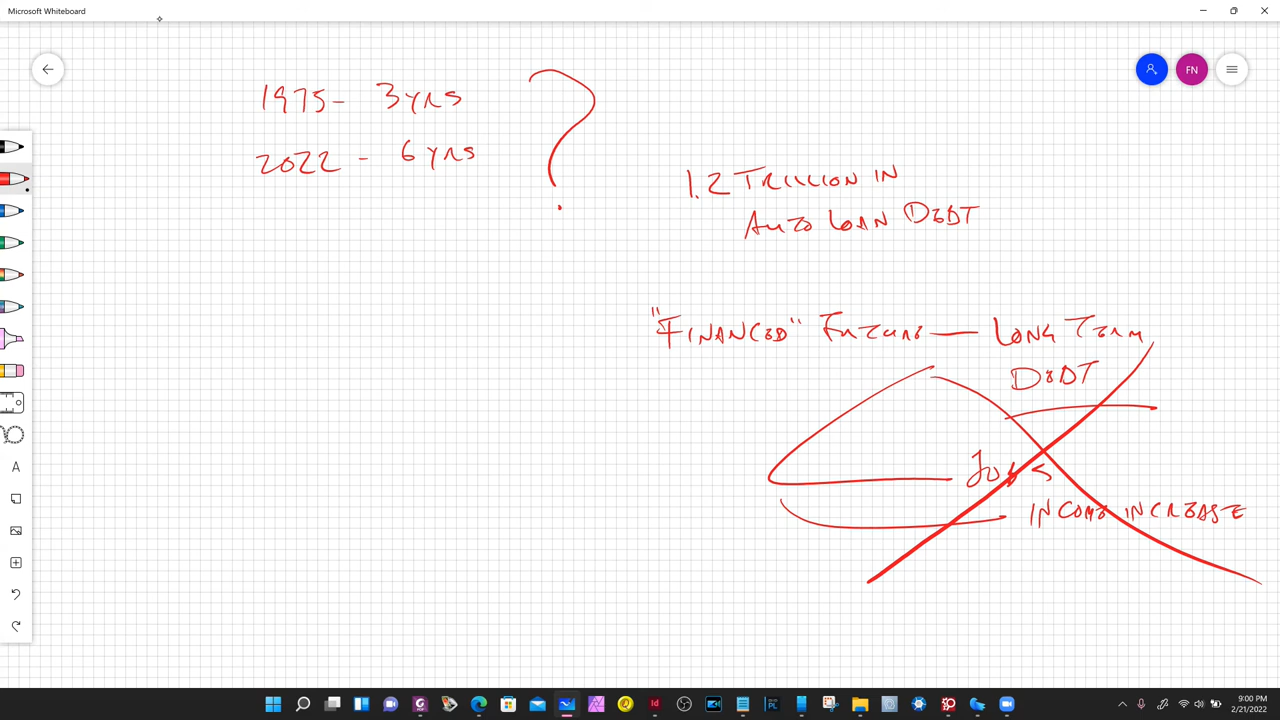 Microsoft Whiteboard
FN
1975 - 3 yrs
2022 - 6 yrs
?
1.2 TRILLION IN
AUTO LOAN DEBT
"FINANCED" FUTURE — LONG TERM
DEBT
JOBS
INCOME INCREASE
A
9:00 PM
2/21/2022